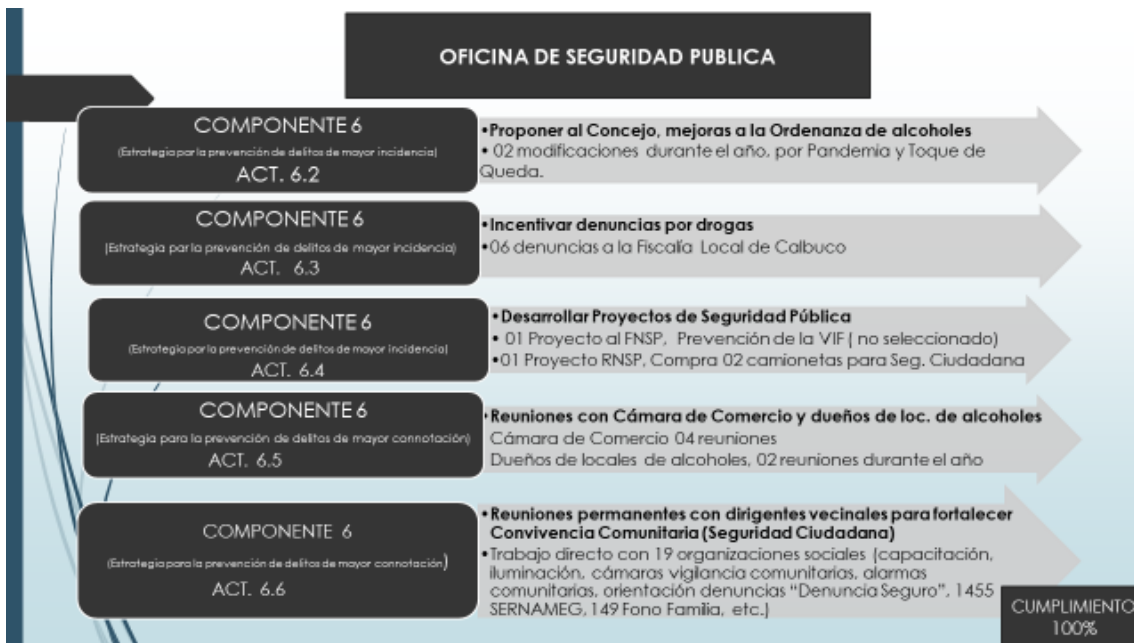 OFICINA DE SEGURIDAD PUBLICA
COMPONENTE 6
(Estrategia par la prevención de delitos de mayor incidencia)
ACT. 6.2
•Proponer al Concejo, mejoras a la Ordenanza de alcoholes
• 02 modificaciones durante el año, por Pandemia y Toque de
Queda.
COMPONENTE 6
(Estrategia par la prevención de delitos de mayor incidencia)
ACT. 6.3
•Incentivar denuncias por drogas
•06 denuncias a la Fiscalía Local de Calbuco
COMPONENTE 6
(Estrategia par la prevención de delitos de mayor incidencia)
ACT. 6.4
•Desarrollar Proyectos de Seguridad Pública
• 01 Proyecto al FNSP, Prevención de la VIF ( no seleccionado)
•01 Proyecto RNSP, Compra 02 camionetas para Seg. Ciudadana
COMPONENTE 6
(Estrategia para la prevención de delitos de mayor connotación)
ACT. 6.5
•Reuniones con Cámara de Comercio y dueños de loc. de alcoholes
Cámara de Comercio 04 reuniones
Dueños de locales de alcoholes, 02 reuniones durante el año
COMPONENTE 6
(Estrategia para la prevención de delitos de mayor connotación)
ACT. 6.6
•Reuniones permanentes con dirigentes vecinales para fortalecer
Convivencia Comunitaria (Seguridad Ciudadana)
•Trabajo directo con 19 organizaciones sociales (capacitación,
iluminación, cámaras vigilancia comunitarias, alarmas
comunitarias, orientación denuncias "Denuncia Seguro", 1455
SERNAMEG, 149 Fono Familia, etc.)
CUMPLIMIENTO
100%